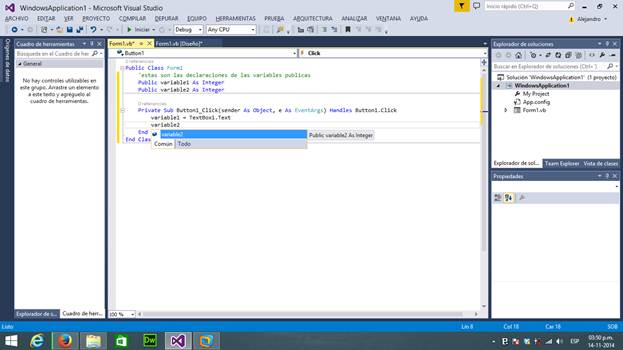 WindowsApplication1 - Microsoft Visual Studio
Inicio rápido (Ctrl+Q)
ARCHIVO EDITAR VER PROYECTO COMPILAR DEPURAR EQUIPO HERRAMIENTAS PRUEBA ARQUITECTURA ANALIZAR VENTANA AYUDA
Alejandro
Iniciar Debug Any CPU
Orígenes de datos
Cuadro de herramientas
Buscar en Cuadro de her
General
No hay controles utilizables en
este grupo. Arrastre un elemento
a este texto y agréguelo al
cuadro de herramientas.
Explorador de s... Cuadro de herr...
Form1.vb* Form1.vb [Diseño]*
Button1 Click
0 referencias
Public Class Form1
'estas son las declaraciones de las variables publicas
Public variable1 As Integer
Public variable2 As Integer
0 referencias
Private Sub Button1_Click(sender As Object, e As EventArgs) Handles Button1.Click
variable1 = TextBox1.Text
variable2
End
End Clas
variable2
Public variable2 As Integer
Común Todo
100 %
Explorador de soluciones
Buscar en Explorador de soluciones (Ctrl+
Solución 'WindowsApplication1' (1 proyecto)
WindowsApplication1
My Project
App.config
Form1.vb
Explorador de sol... Team Explorer Vista de clases
Propiedades
Listo Lín 8 Col 18 Car 18 SOB
Dw
ESP
03:50 p.m.
14-11-2014